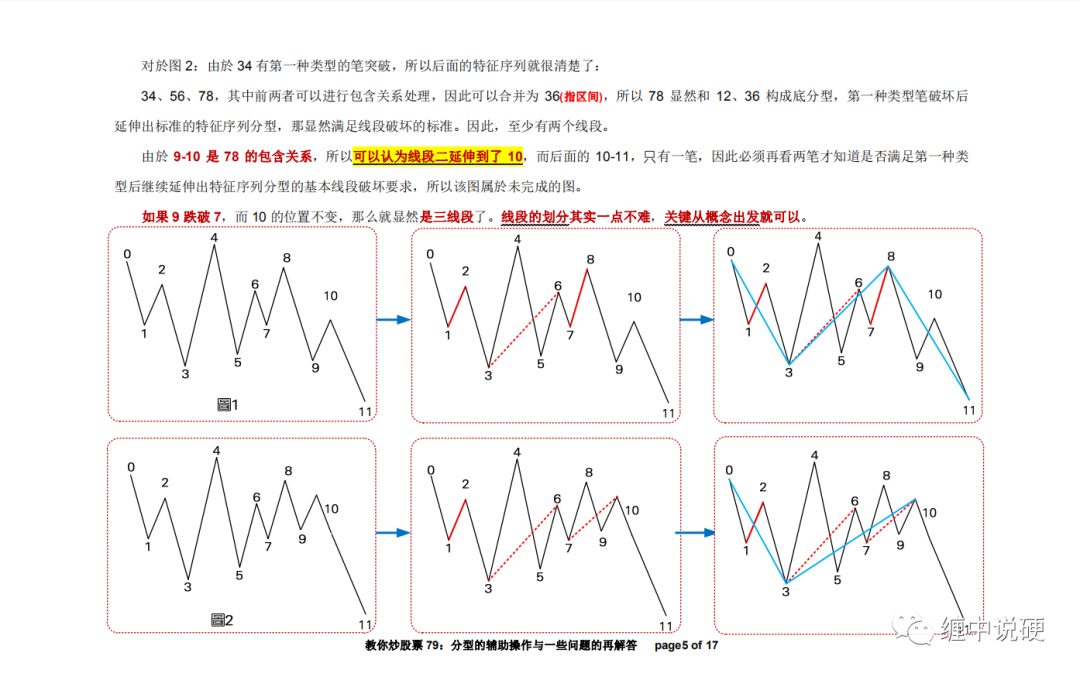 对於图 2：由於 34 有第一种类型的笔突破，所以后面的特征序列就很清楚了：
34、56、78，其中前两者可以进行包含关系处理，因此可以合并为 36(指区间)，所以 78 显然和 12、36 构成底分型，第一种类型笔破坏后
延伸出标准的特征序列分型，那显然满足线段破坏的标准。因此，至少有两个线段。
由於 9-10 是 78 的包含关系，所以可以认为线段二延伸到了 10，而后面的 10-11，只有一笔，因此必须再看两笔才知道是否满足第一种类
型后继续延伸出特征序列分型的基本线段破坏要求，所以该图属於未完成的图。
如果 9 跌破 7，而 10 的位置不变，那么就显然是三线段了。线段的划分其实一点不难，关键从概念出发就可以。
0 1 2 3 4 5 6 7 8 9 10 11
圖1
0 1 2 3 4 5 6 7 8 9 10 11
0 1 2 3 4 5 6 7 8 9 10 11
0 1 2 3 4 5 6 7 8 9 10 11
圖2
0 1 2 3 4 5 6 7 8 9 10 11
0 1 2 3 4 5 6 7 8 9 10
教你炒股票 79：分型的辅助操作与一些问题的再解答 page5 of 17
缠中说硬